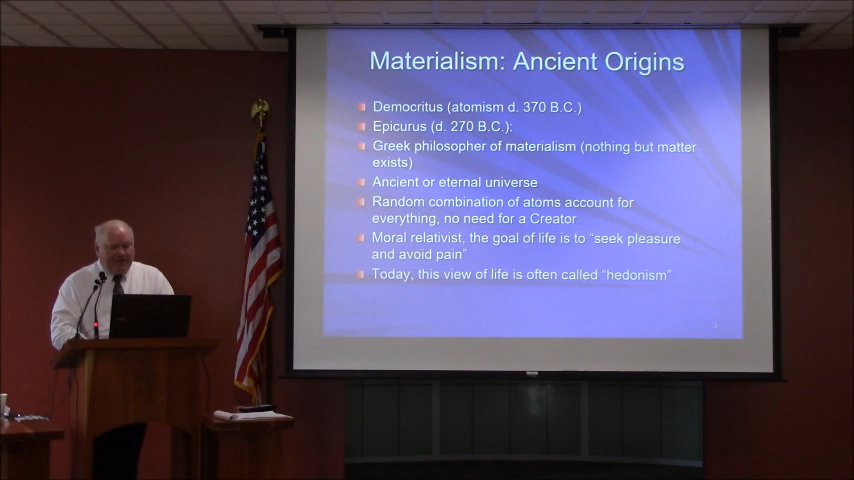 Materialism: Ancient Origins
Democritus (atomism d. 370 B.C.)
Epicurus (d. 270 B.C.):
Greek philosopher of materialism (nothing but matter
exists)
Ancient or eternal universe
Random combination of atoms account for
everything, no need for a Creator
Moral relativist, the goal of life is to “seek pleasure
and avoid pain”
Today, this view of life is often called “hedonism”